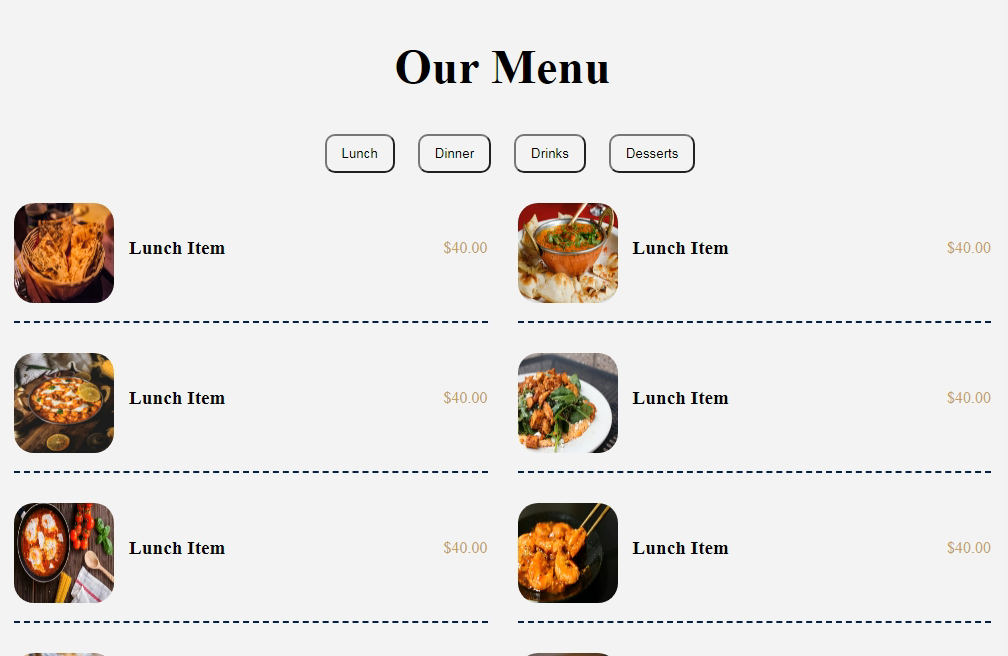 Our Menu
Lunch Dinner Drinks Desserts
Lunch Item $40.00 Lunch Item $40.00
Lunch Item $40.00 Lunch Item $40.00
Lunch Item $40.00 Lunch Item $40.00